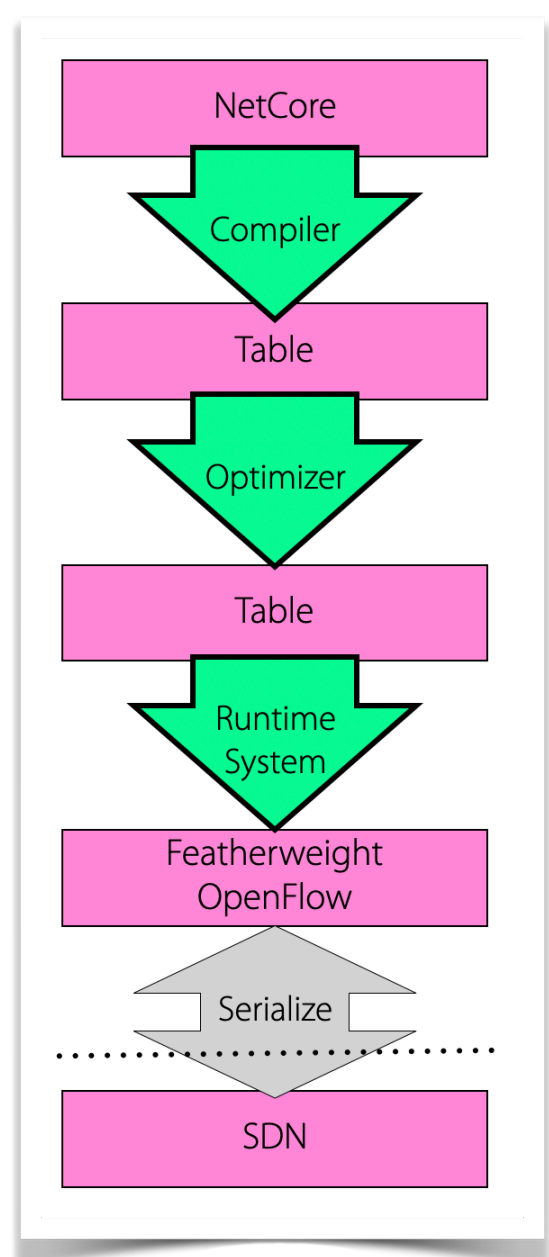 NetCore
Compiler
Table
Optimizer
Table
Runtime
System
Featherweight
OpenFlow
Serialize
SDN